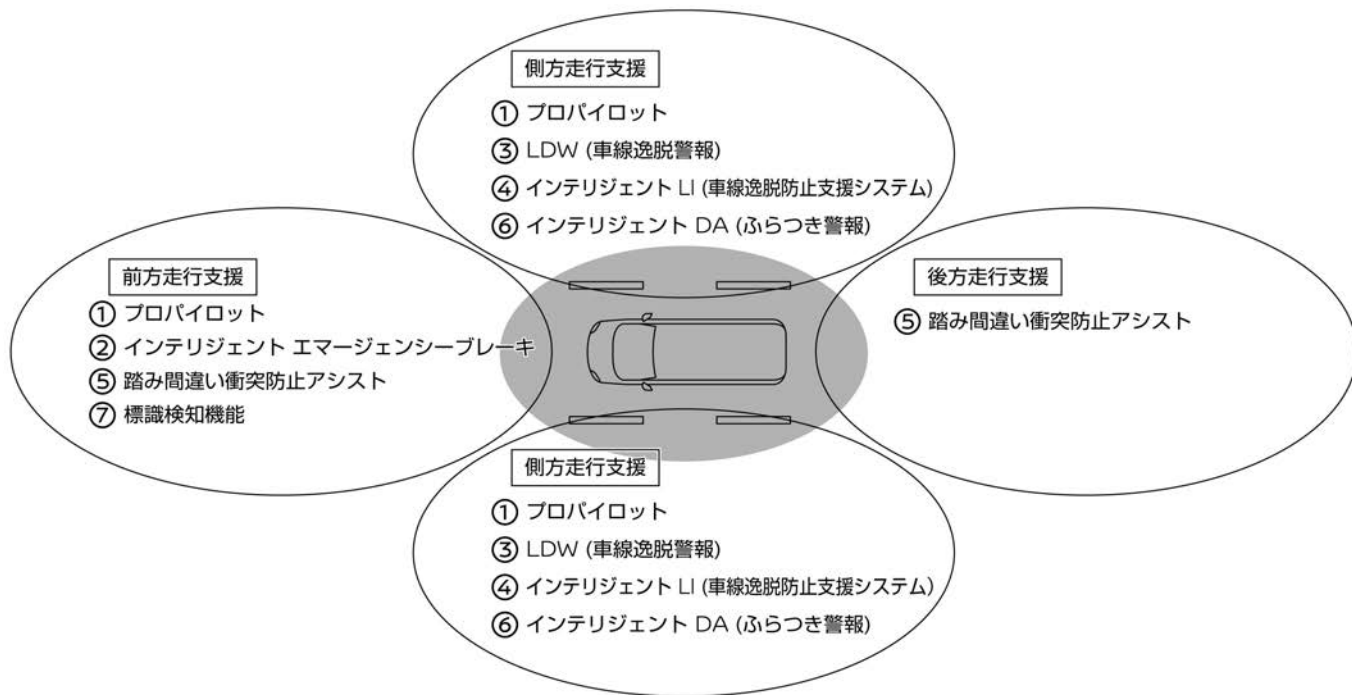 側方走行支援
① プロパイロット
③ LDW (車線逸脱警報)
④ インテリジェント LI (車線逸脱防止支援システム)
⑥ インテリジェント DA (ふらつき警報)
前方走行支援
① プロパイロット
② インテリジェント エマージェンシーブレーキ
⑤ 踏み間違い衝突防止アシスト
⑦ 標識検知機能
後方走行支援
⑤ 踏み間違い衝突防止アシスト
側方走行支援
① プロパイロット
③ LDW (車線逸脱警報)
④ インテリジェント LI (車線逸脱防止支援システム)
⑥ インテリジェント DA (ふらつき警報)